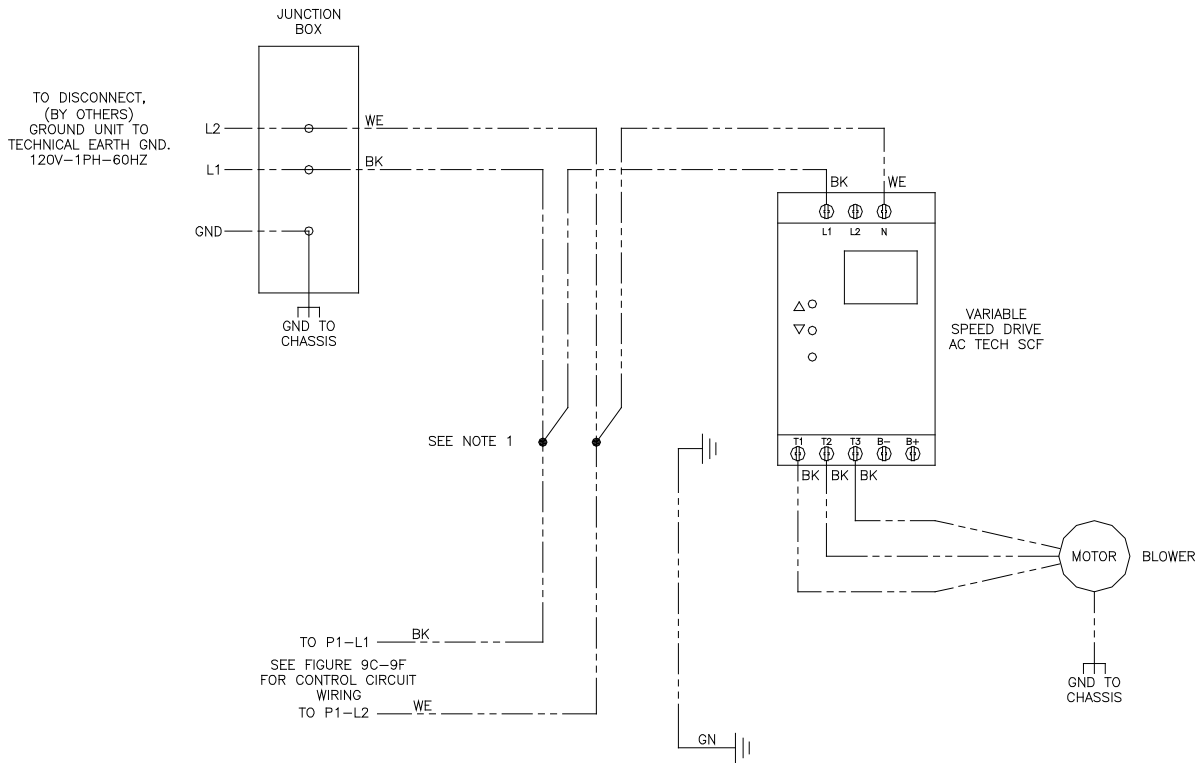 JUNCTION
BOX
TO DISCONNECT,
(BY OTHERS)
GROUND UNIT TO
TECHNICAL EARTH GND.
120V-1PH-60HZ
L2
WE
L1
BK
GND
GND TO
CHASSIS
BK
WE
L1
L2
N
VARIABLE
SPEED DRIVE
AC TECH SCF
SEE NOTE 1
T1
T2
T3
B-
B+
BK
BK
BK
MOTOR
BLOWER
TO P1-L1
BK
SEE FIGURE 9C-9F
FOR CONTROL CIRCUIT
WIRING
TO P1-L2
WE
GND TO
CHASSIS
GN